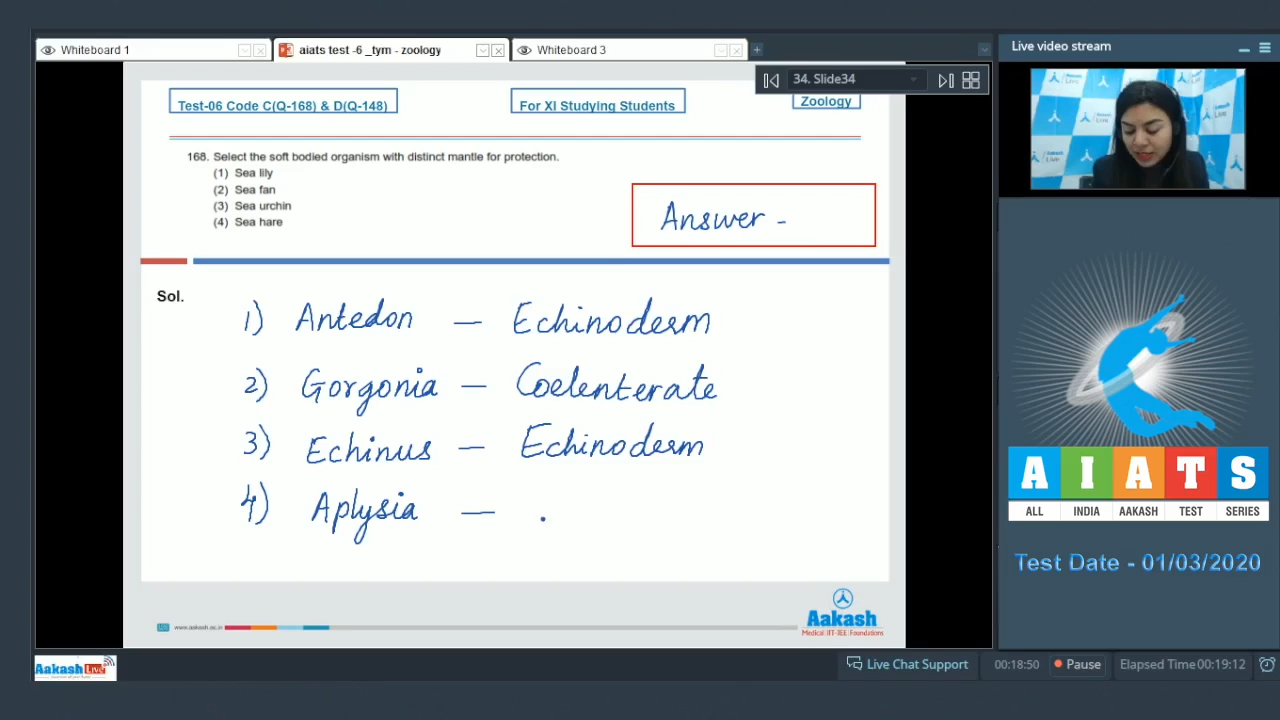 Whiteboard 1
aiats test -6 _tym - zoology
Whiteboard 3
Live video stream
34. Slide34
Test-06 Code C(Q-168) & D(Q-148)
For XI Studying Students
Zoology
168. Select the soft bodied organism with distinct mantle for protection.
(1) Sea lily
(2) Sea fan
(3) Sea urchin
(4) Sea hare
Answer -
Sol.
1) Antedon — Echinoderm
2) Gorgonia — Coelenterate
3) Echinus — Echinoderm
4) Aplysia —
A I A T S
ALL INDIA AAKASH TEST SERIES
Test Date - 01/03/2020
www.aakash.ac.in
Aakash
Medical|IIT-JEE|Foundations
Aakash Live
Live Chat Support
00:18:50
Pause
Elapsed Time 00:19:12